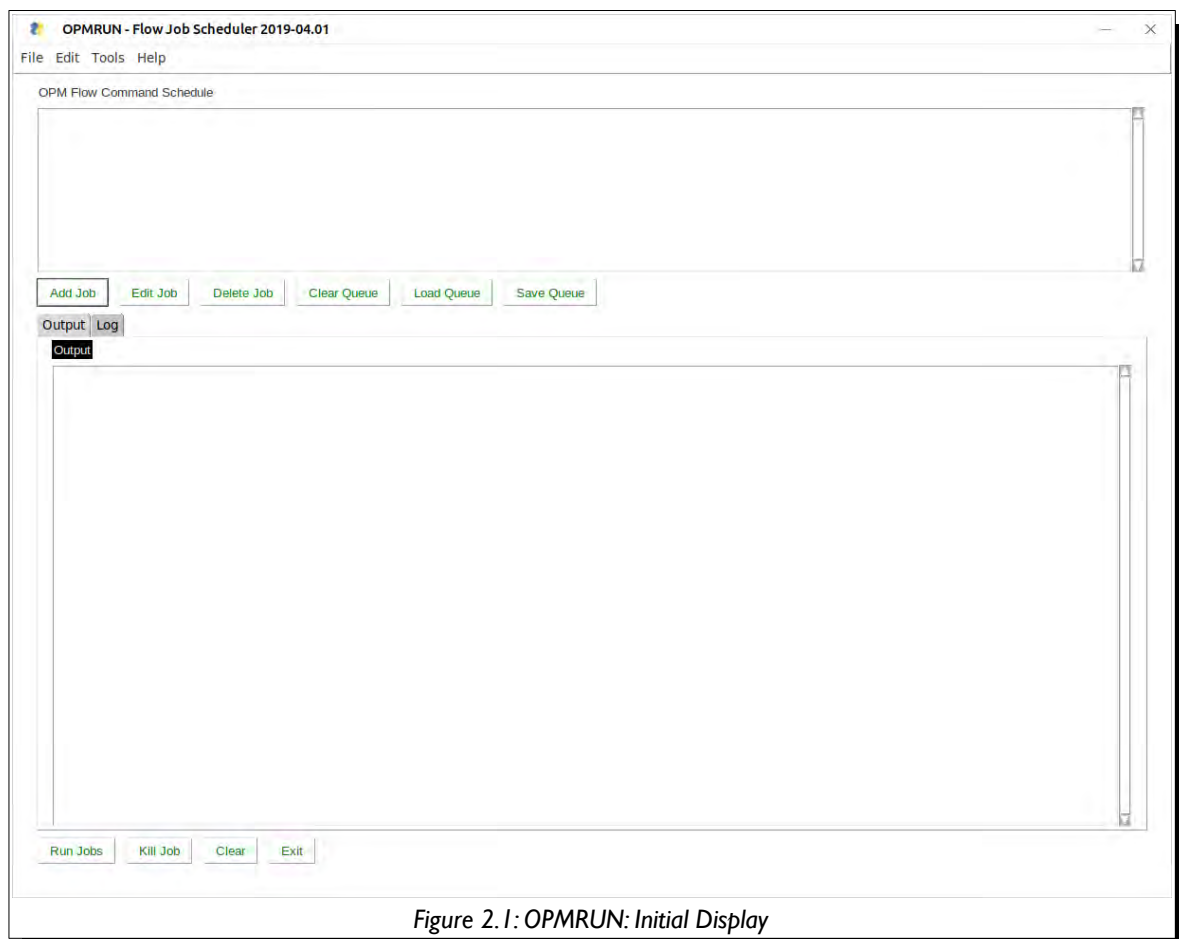 OPMRUN - Flow Job Scheduler 2019-04.01
File Edit Tools Help
OPM Flow Command Schedule
Add Job Edit Job Delete Job Clear Queue Load Queue Save Queue
Output Log
Output
Run Jobs Kill Job Clear Exit
Figure 2.1: OPMRUN: Initial Display